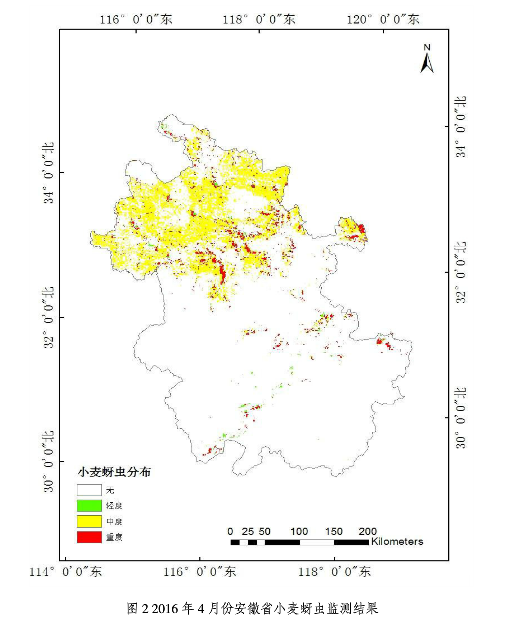 116° 0′0″东 118° 0′0″东 120° 0′0″东
N
34° 0′0″北
34° 0′0″北
32° 0′0″北
32° 0′0″北
30° 0′0″北
30° 0′0″北
小麦蚜虫分布
无
轻度
中度
重度
0 25 50 100 150 200
Kilometers
114° 0′0″东 116° 0′0″东 118° 0′0″东
图 2 2016 年 4 月份安徽省小麦蚜虫监测结果